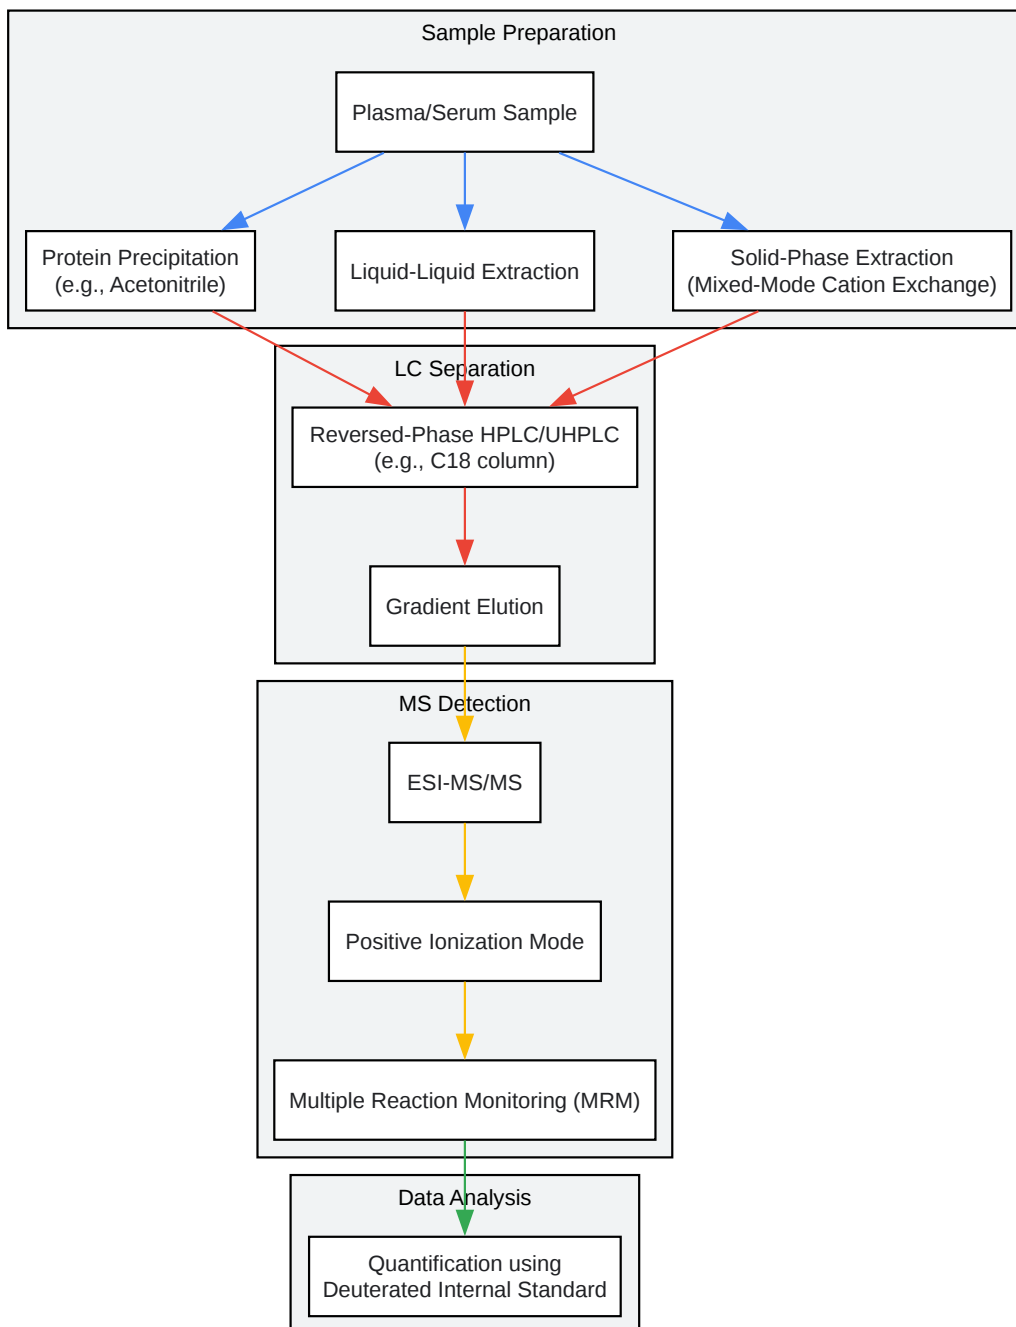 Sample Preparation
Plasma/Serum Sample
Protein Precipitation
(e.g., Acetonitrile)
Liquid-Liquid Extraction
Solid-Phase Extraction
(Mixed-Mode Cation Exchange)
LC Separation
Reversed-Phase HPLC/UHPLC
(e.g., C18 column)
Gradient Elution
MS Detection
ESI-MS/MS
Positive Ionization Mode
Multiple Reaction Monitoring (MRM)
Data Analysis
Quantification using
Deuterated Internal Standard